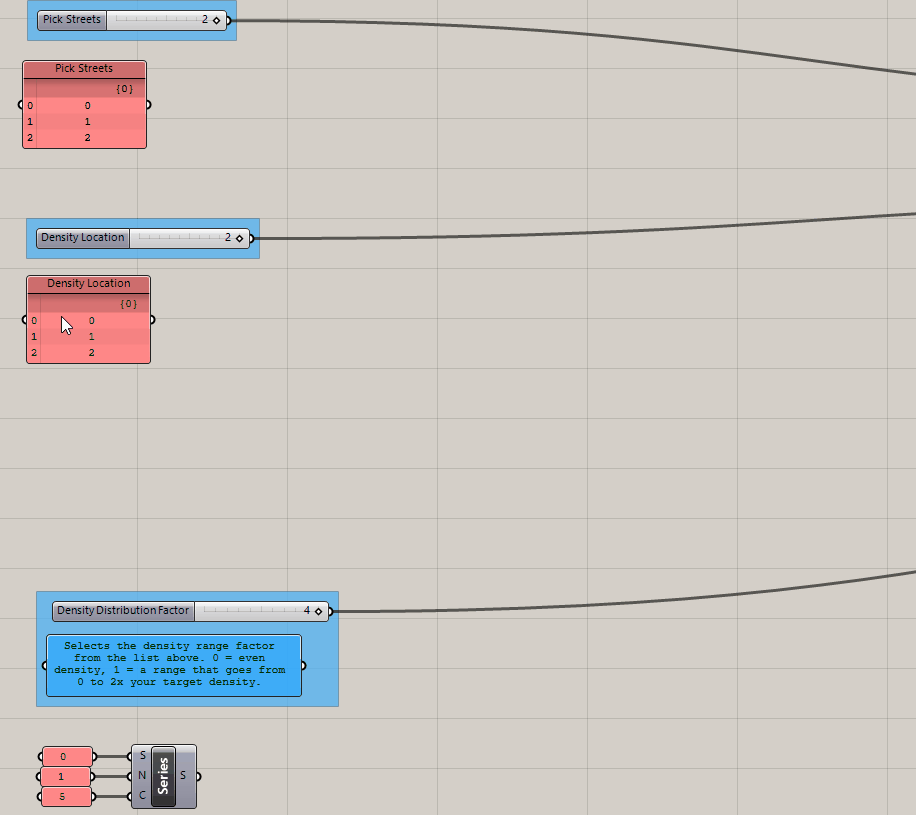 Pick Streets 2
Pick Streets
{0}
0 0
1 1
2 2
Density Location 2
Density Location
{0}
0 0
1 1
2 2
Density Distribution Factor 4
Selects the density range factor
from the list above. 0 = even
density, 1 = a range that goes from
0 to 2x your target density.
0 S
1 N Series S
5 C